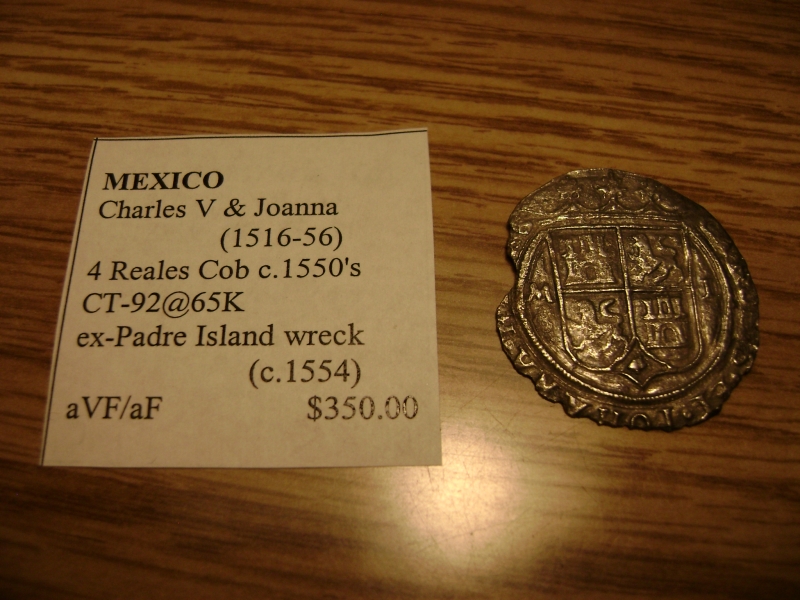 MEXICO
Charles V & Joanna
(1516-56)
4 Reales Cob c.1550's
CT-92@65K
ex-Padre Island wreck
(c.1554)
aVF/aF $350.00
M
IOHANA